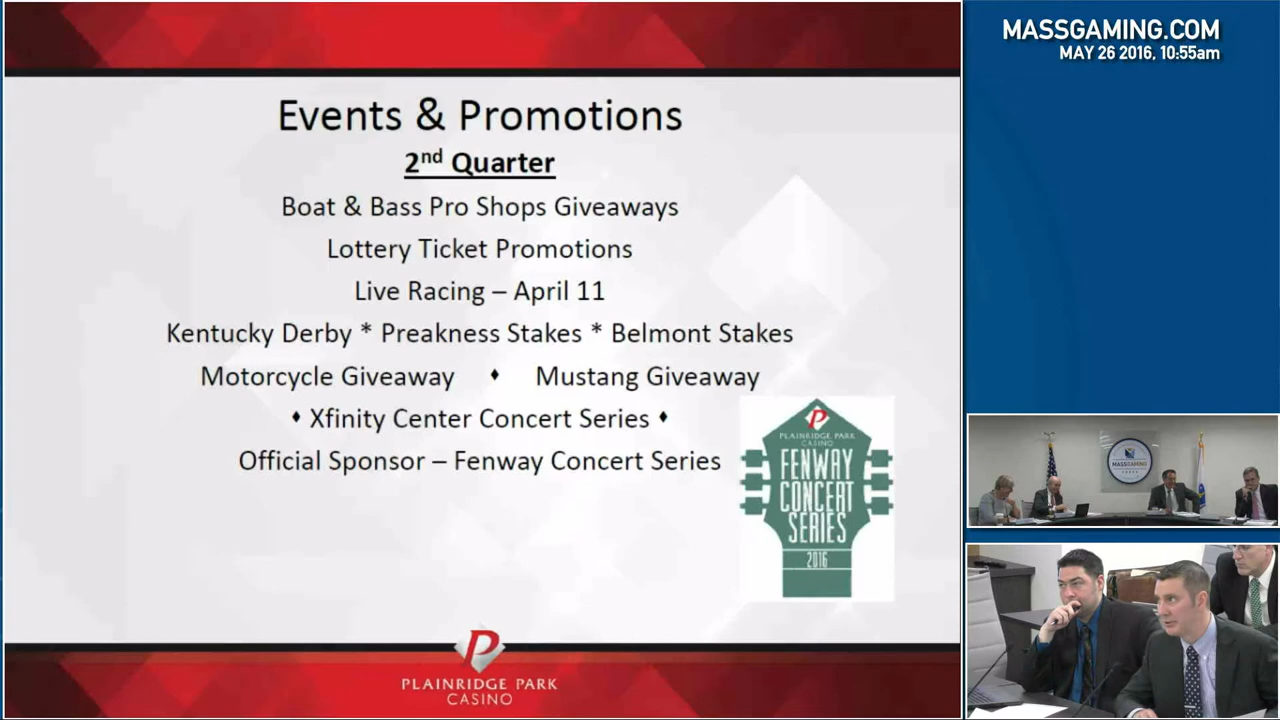 MASSGAMING.COM
MAY 26 2016, 10:55am
Events & Promotions
2nd Quarter
Boat & Bass Pro Shops Giveaways
Lottery Ticket Promotions
Live Racing – April 11
Kentucky Derby * Preakness Stakes * Belmont Stakes
Motorcycle Giveaway ♦ Mustang Giveaway
♦ Xfinity Center Concert Series ♦
Official Sponsor – Fenway Concert Series
P
PLAINRIDGE PARK
CASINO
FENWAY
CONCERT
SERIES
2016
P
PLAINRIDGE PARK
CASINO
MASSGAMING